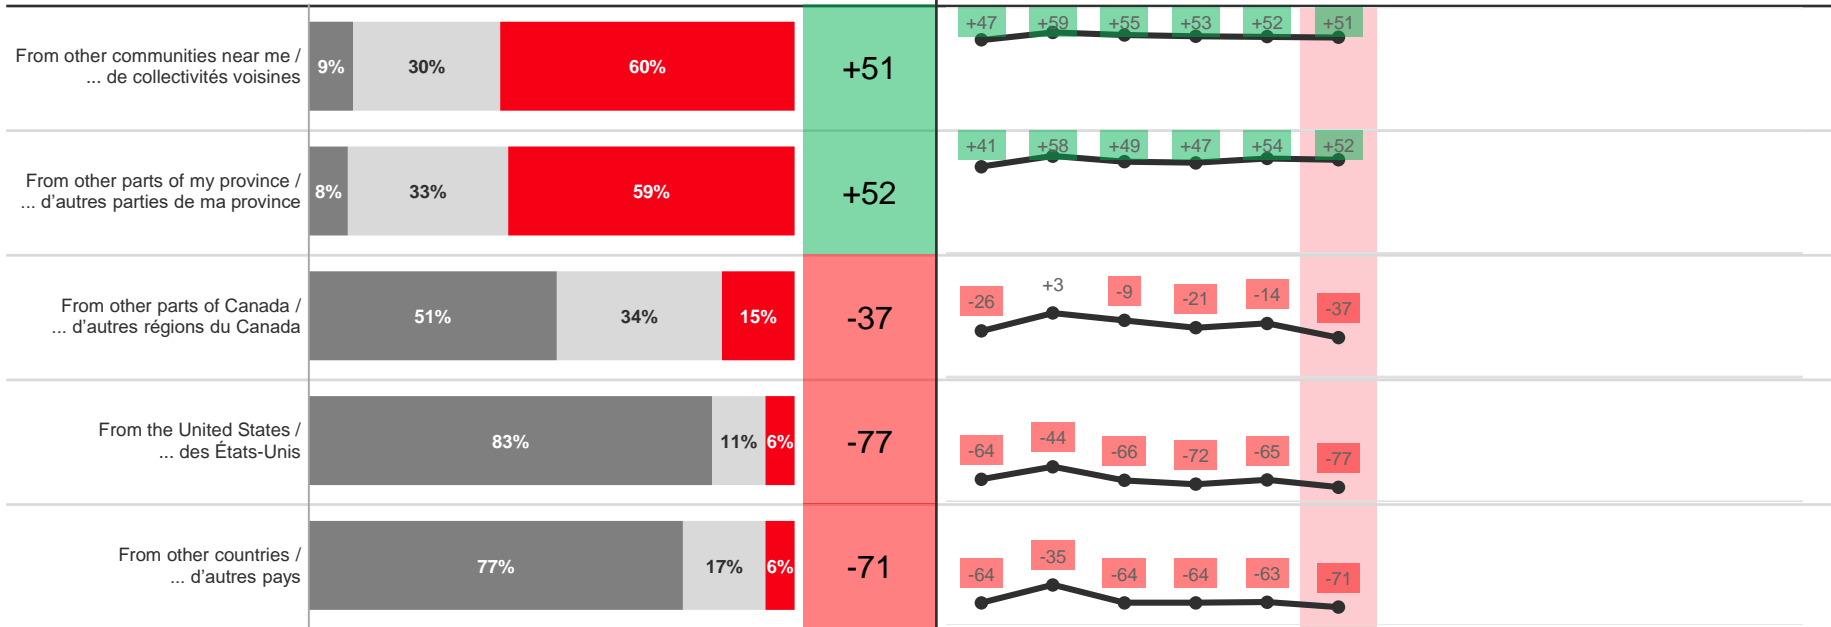 From other communities near me /
... de collectivités voisines
9% 30% 60% +51 +47 +59 +55 +53 +52 +51
From other parts of my province /
... d'autres parties de ma province
8% 33% 59% +52 +41 +58 +49 +47 +54 +52
From other parts of Canada /
... d'autres régions du Canada
51% 34% 15% -37 -26 +3 -9 -21 -14 -37
From the United States /
... des États-Unis
83% 11% 6% -77 -64 -44 -66 -72 -65 -77
From other countries /
... d'autres pays
77% 17% 6% -71 -64 -35 -64 -64 -63 -71